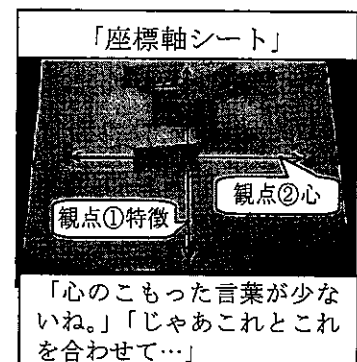 「座標軸シート」
観点②心
観点①特徴
「心のこもった言葉が少な
いね。」「じゃあこれとこれ
を合わせて…」